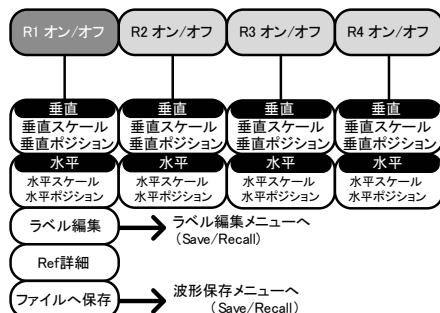 R1 オン/オフ R2 オン/オフ R3 オン/オフ R4 オン/オフ
垂直 垂直 垂直 垂直
垂直スケール 垂直スケール 垂直スケール 垂直スケール
垂直ポジション 垂直ポジション 垂直ポジション 垂直ポジション
水平 水平 水平 水平
水平スケール 水平スケール 水平スケール 水平スケール
水平ポジション 水平ポジション 水平ポジション 水平ポジション
ラベル編集 ラベル編集メニューへ
(Save/Recall)
Ref詳細
ファイルへ保存 波形保存メニューへ
(Save/Recall)